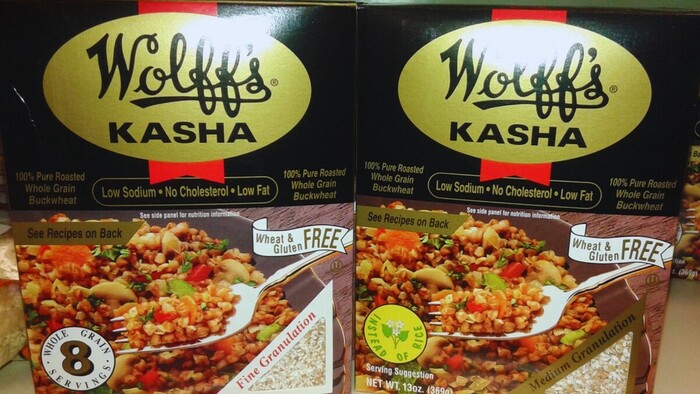 Wolff's®
KASHA
100% Pure Roasted
Whole Grain
Buckwheat
Low Sodium • No Cholesterol • Low Fat
100% Pure Roasted
Whole Grain
Buckwheat
See side panel for nutrition information
See Recipes on Back
Wheat &
Gluten FREE
WHOLE GRAIN
8
SERVINGS
Fine Granulation
Wolff's®
KASHA
100% Pure Roasted
Whole Grain
Buckwheat
Low Sodium • No Cholesterol • Low Fat
100% Pure Roasted
Whole Grain
Buckwheat
See side panel for nutrition information
See Recipes on Back
Wheat &
Gluten FREE
INSTEAD
OF RICE
Medium Granulation
Serving Suggestion
NET WT. 13oz. (369g)